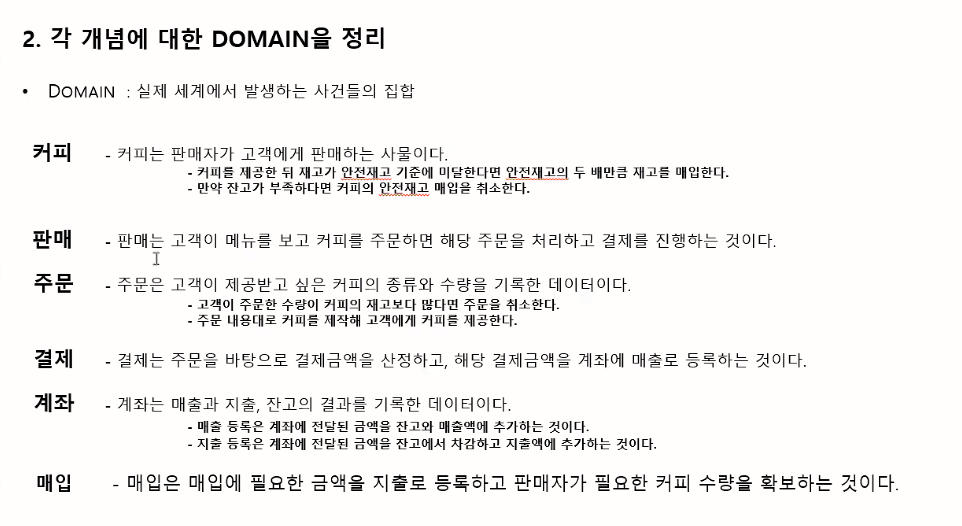 2. 각 개념에 대한 DOMAIN을 정리
• DOMAIN : 실제 세계에서 발생하는 사건들의 집합
커피 - 커피는 판매자가 고객에게 판매하는 사물이다.
- 커피를 제공한 뒤 재고가 안전재고 기준에 미달한다면 안전재고의 두 배만큼 재고를 매입한다.
- 만약 잔고가 부족하다면 커피의 안전재고 매입을 취소한다.
판매 - 판매는 고객이 메뉴를 보고 커피를 주문하면 해당 주문을 처리하고 결제를 진행하는 것이다.
주문 - 주문은 고객이 제공받고 싶은 커피의 종류와 수량을 기록한 데이터이다.
- 고객이 주문한 수량이 커피의 재고보다 많다면 주문을 취소한다.
- 주문 내용대로 커피를 제작해 고객에게 커피를 제공한다.
결제 - 결제는 주문을 바탕으로 결제금액을 산정하고, 해당 결제금액을 계좌에 매출로 등록하는 것이다.
계좌 - 계좌는 매출과 지출, 잔고의 결과를 기록한 데이터이다.
- 매출 등록은 계좌에 전달된 금액을 잔고와 매출액에 추가하는 것이다.
- 지출 등록은 계좌에 전달된 금액을 잔고에서 차감하고 지출액에 추가하는 것이다.
매입 - 매입은 매입에 필요한 금액을 지출로 등록하고 판매자가 필요한 커피 수량을 확보하는 것이다.